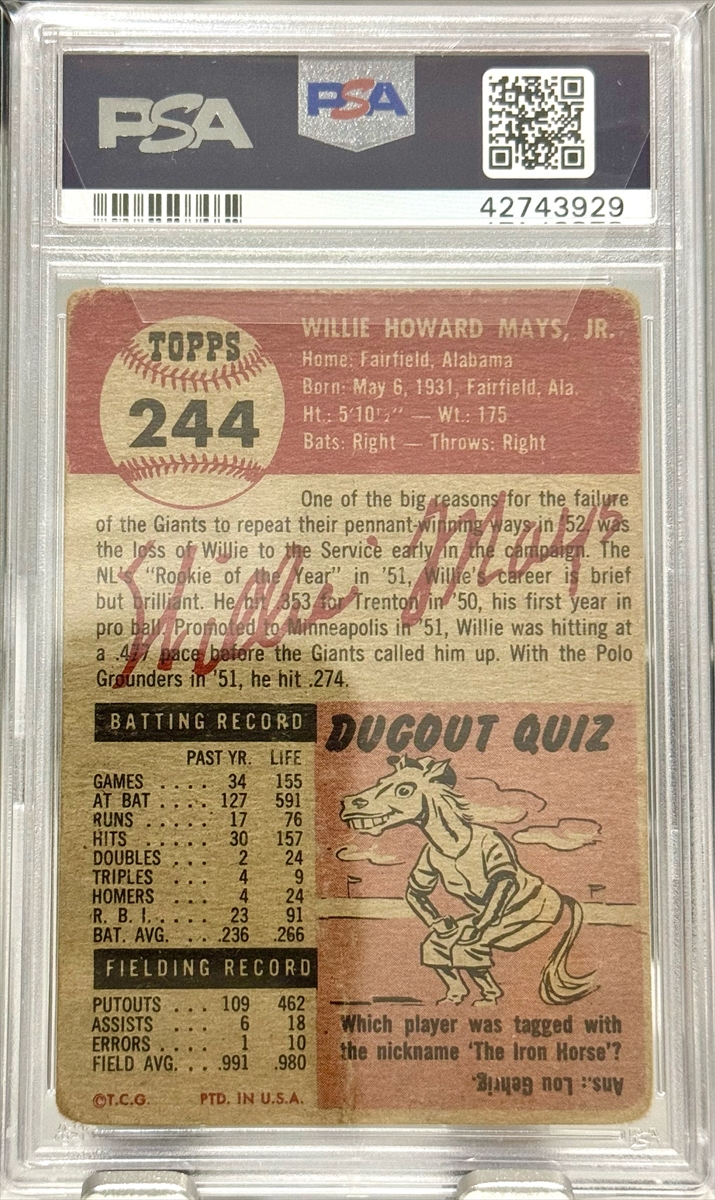 PSA PSA
42743929
TOPPS
244
WILLIE HOWARD MAYS, JR.
Home: Fairfield, Alabama
Born: May 6, 1931, Fairfield, Ala.
Ht.: 5'10½" — Wt.: 175
Bats: Right — Throws: Right
One of the big reasons for the failure
of the Giants to repeat their pennant-winning ways in '52, was
the loss of Willie to the Service early in the campaign. The
NL's "Rookie of the Year" in '51, Willie's career is brief
but brilliant. He hit .353 for Trenton in '50, his first year in
pro ball. Promoted to Minneapolis in '51, Willie was hitting at
a .477 pace before the Giants called him up. With the Polo
Grounders in '51, he hit .274.
Willie Mays
BATTING RECORD
PAST YR. LIFE
GAMES .... 34 155
AT BAT .... 127 591
RUNS ..... 17 76
HITS ..... 30 157
DOUBLES ... 2 24
TRIPLES ... 4 9
HOMERS ... 4 24
R. B. I. .... 23 91
BAT. AVG. ... .236 .266
FIELDING RECORD
PUTOUTS ... 109 462
ASSISTS ... 6 18
ERRORS .... 1 10
FIELD AVG. ... .991 .980
©T.C.G. PTD. IN U.S.A.
DUGOUT QUIZ
Which player was tagged with
the nickname 'The Iron Horse'?
Ans.: Lou Gehrig.